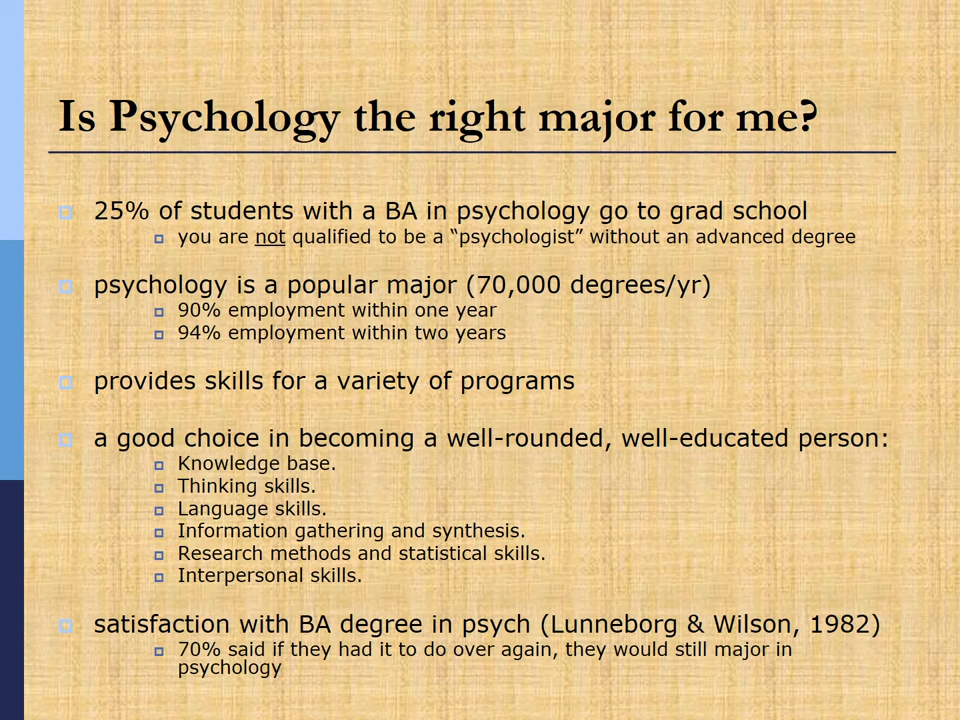 Is Psychology the right major for me?
25% of students with a BA in psychology go to grad school
you are not qualified to be a “psychologist” without an advanced degree
psychology is a popular major (70,000 degrees/yr)
90% employment within one year
94% employment within two years
provides skills for a variety of programs
a good choice in becoming a well-rounded, well-educated person:
Knowledge base.
Thinking skills.
Language skills.
Information gathering and synthesis.
Research methods and statistical skills.
Interpersonal skills.
satisfaction with BA degree in psych (Lunneborg & Wilson, 1982)
70% said if they had it to do over again, they would still major in
psychology